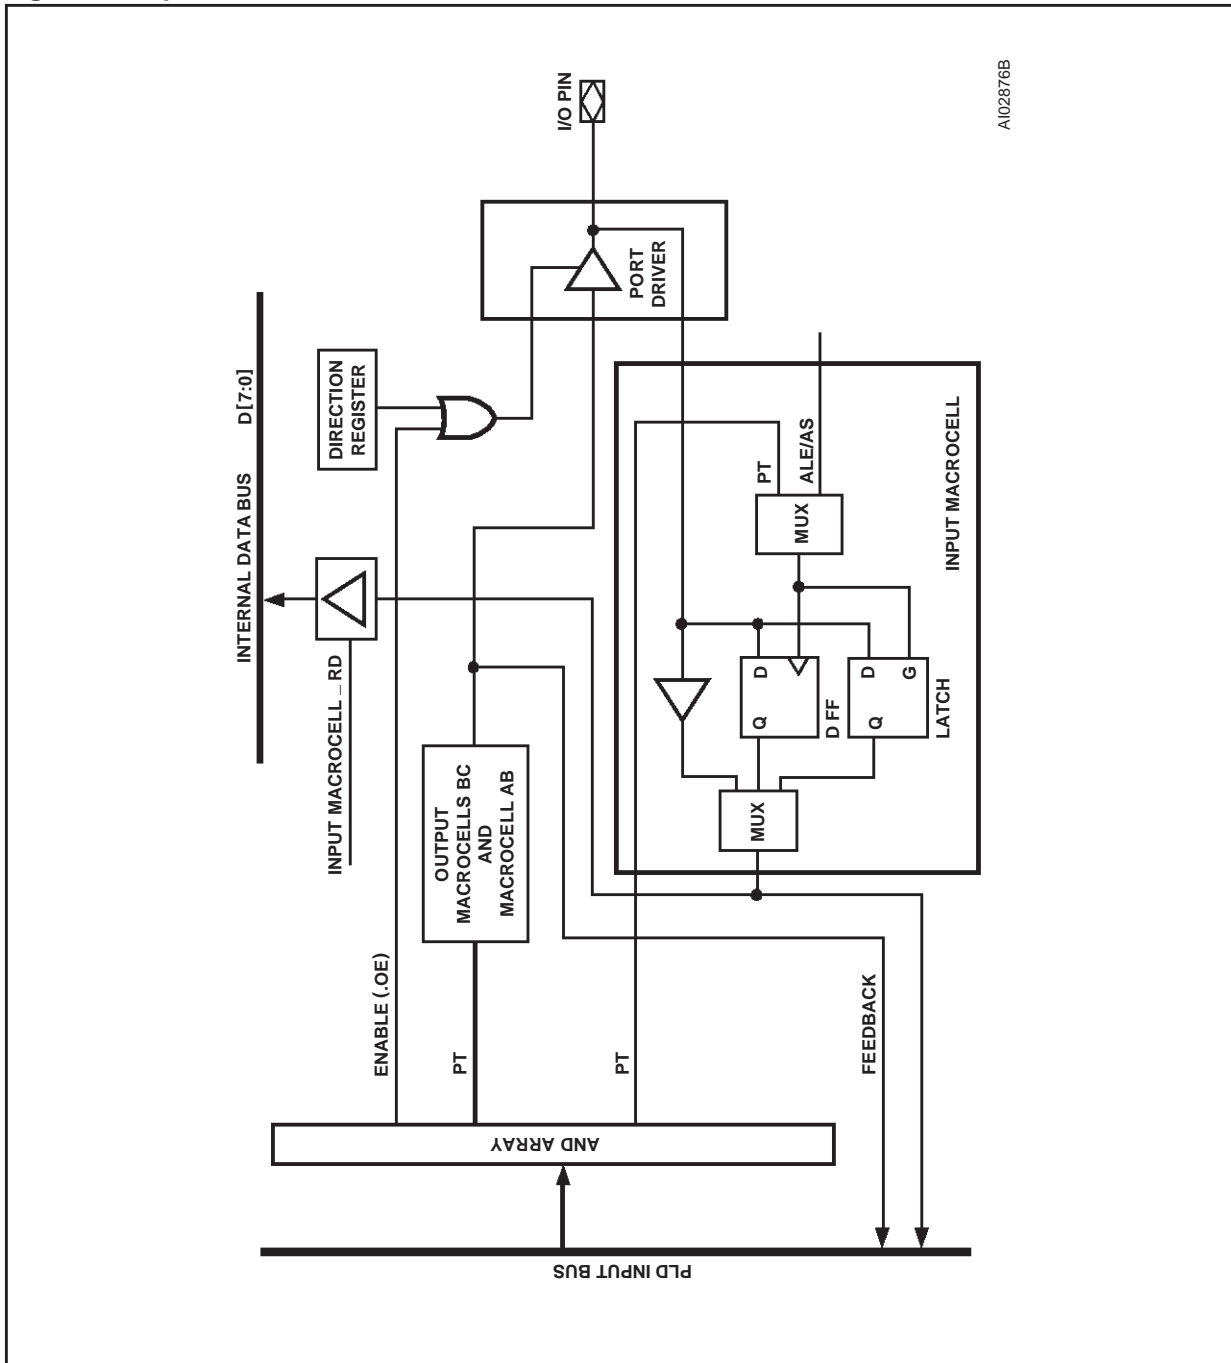 I/O PIN
AI02876B
PORT
DRIVER
INTERNAL DATA BUS D[7:0]
DIRECTION
REGISTER
INPUT MACROCELL _ RD
ENABLE (.OE)
OUTPUT
MACROCELLS BC
AND
MACROCELL AB
PT
PT
ALE/AS
MUX
INPUT MACROCELL
D
Q
D FF
D
G
Q
LATCH
MUX
PT
FEEDBACK
AND ARRAY
PLD INPUT BUS